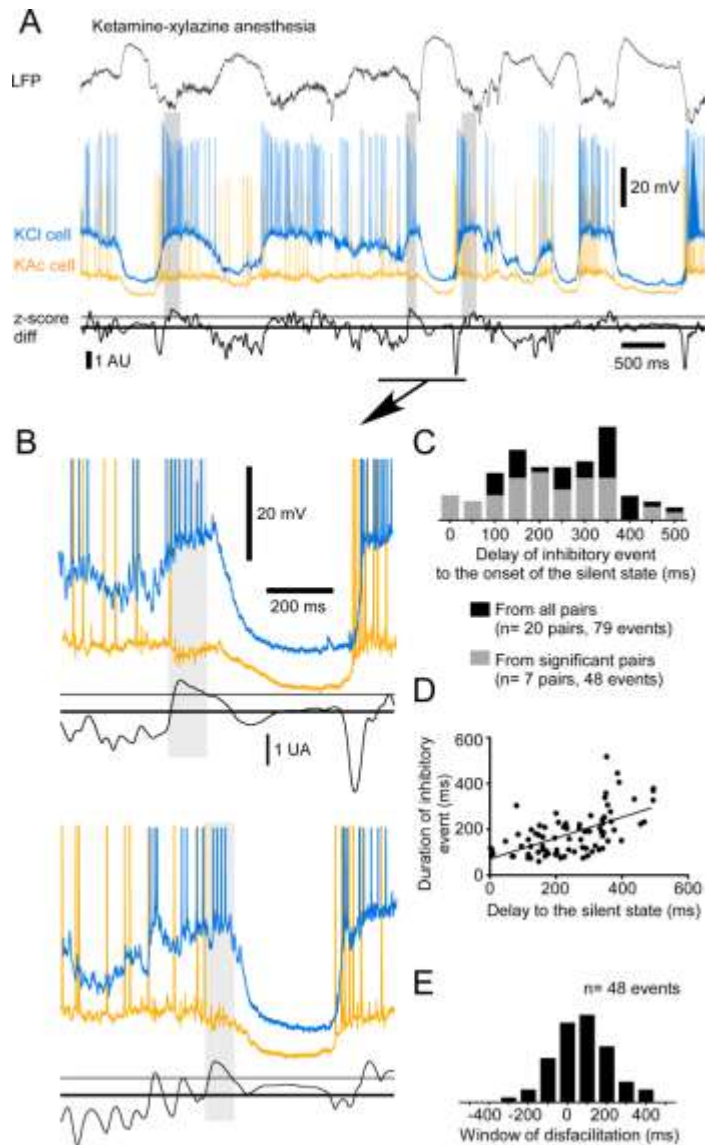 A
Ketamine-xylazine anesthesia
LFP
20 mV
KCl cell
KAc cell
z-score
diff
1 AU
500 ms
B
20 mV
200 ms
1 UA
C
0 100 200 300 400 500
Delay of inhibitory event
to the onset of the silent state (ms)
From all pairs
(n= 20 pairs, 79 events)
From significant pairs
(n= 7 pairs, 48 events)
D
600
400
200
0
Duration of inhibitory
event (ms)
0 200 400 600
Delay to the silent state (ms)
E
n= 48 events
-400 -200 0 200 400
Window of disfacilitation (ms)